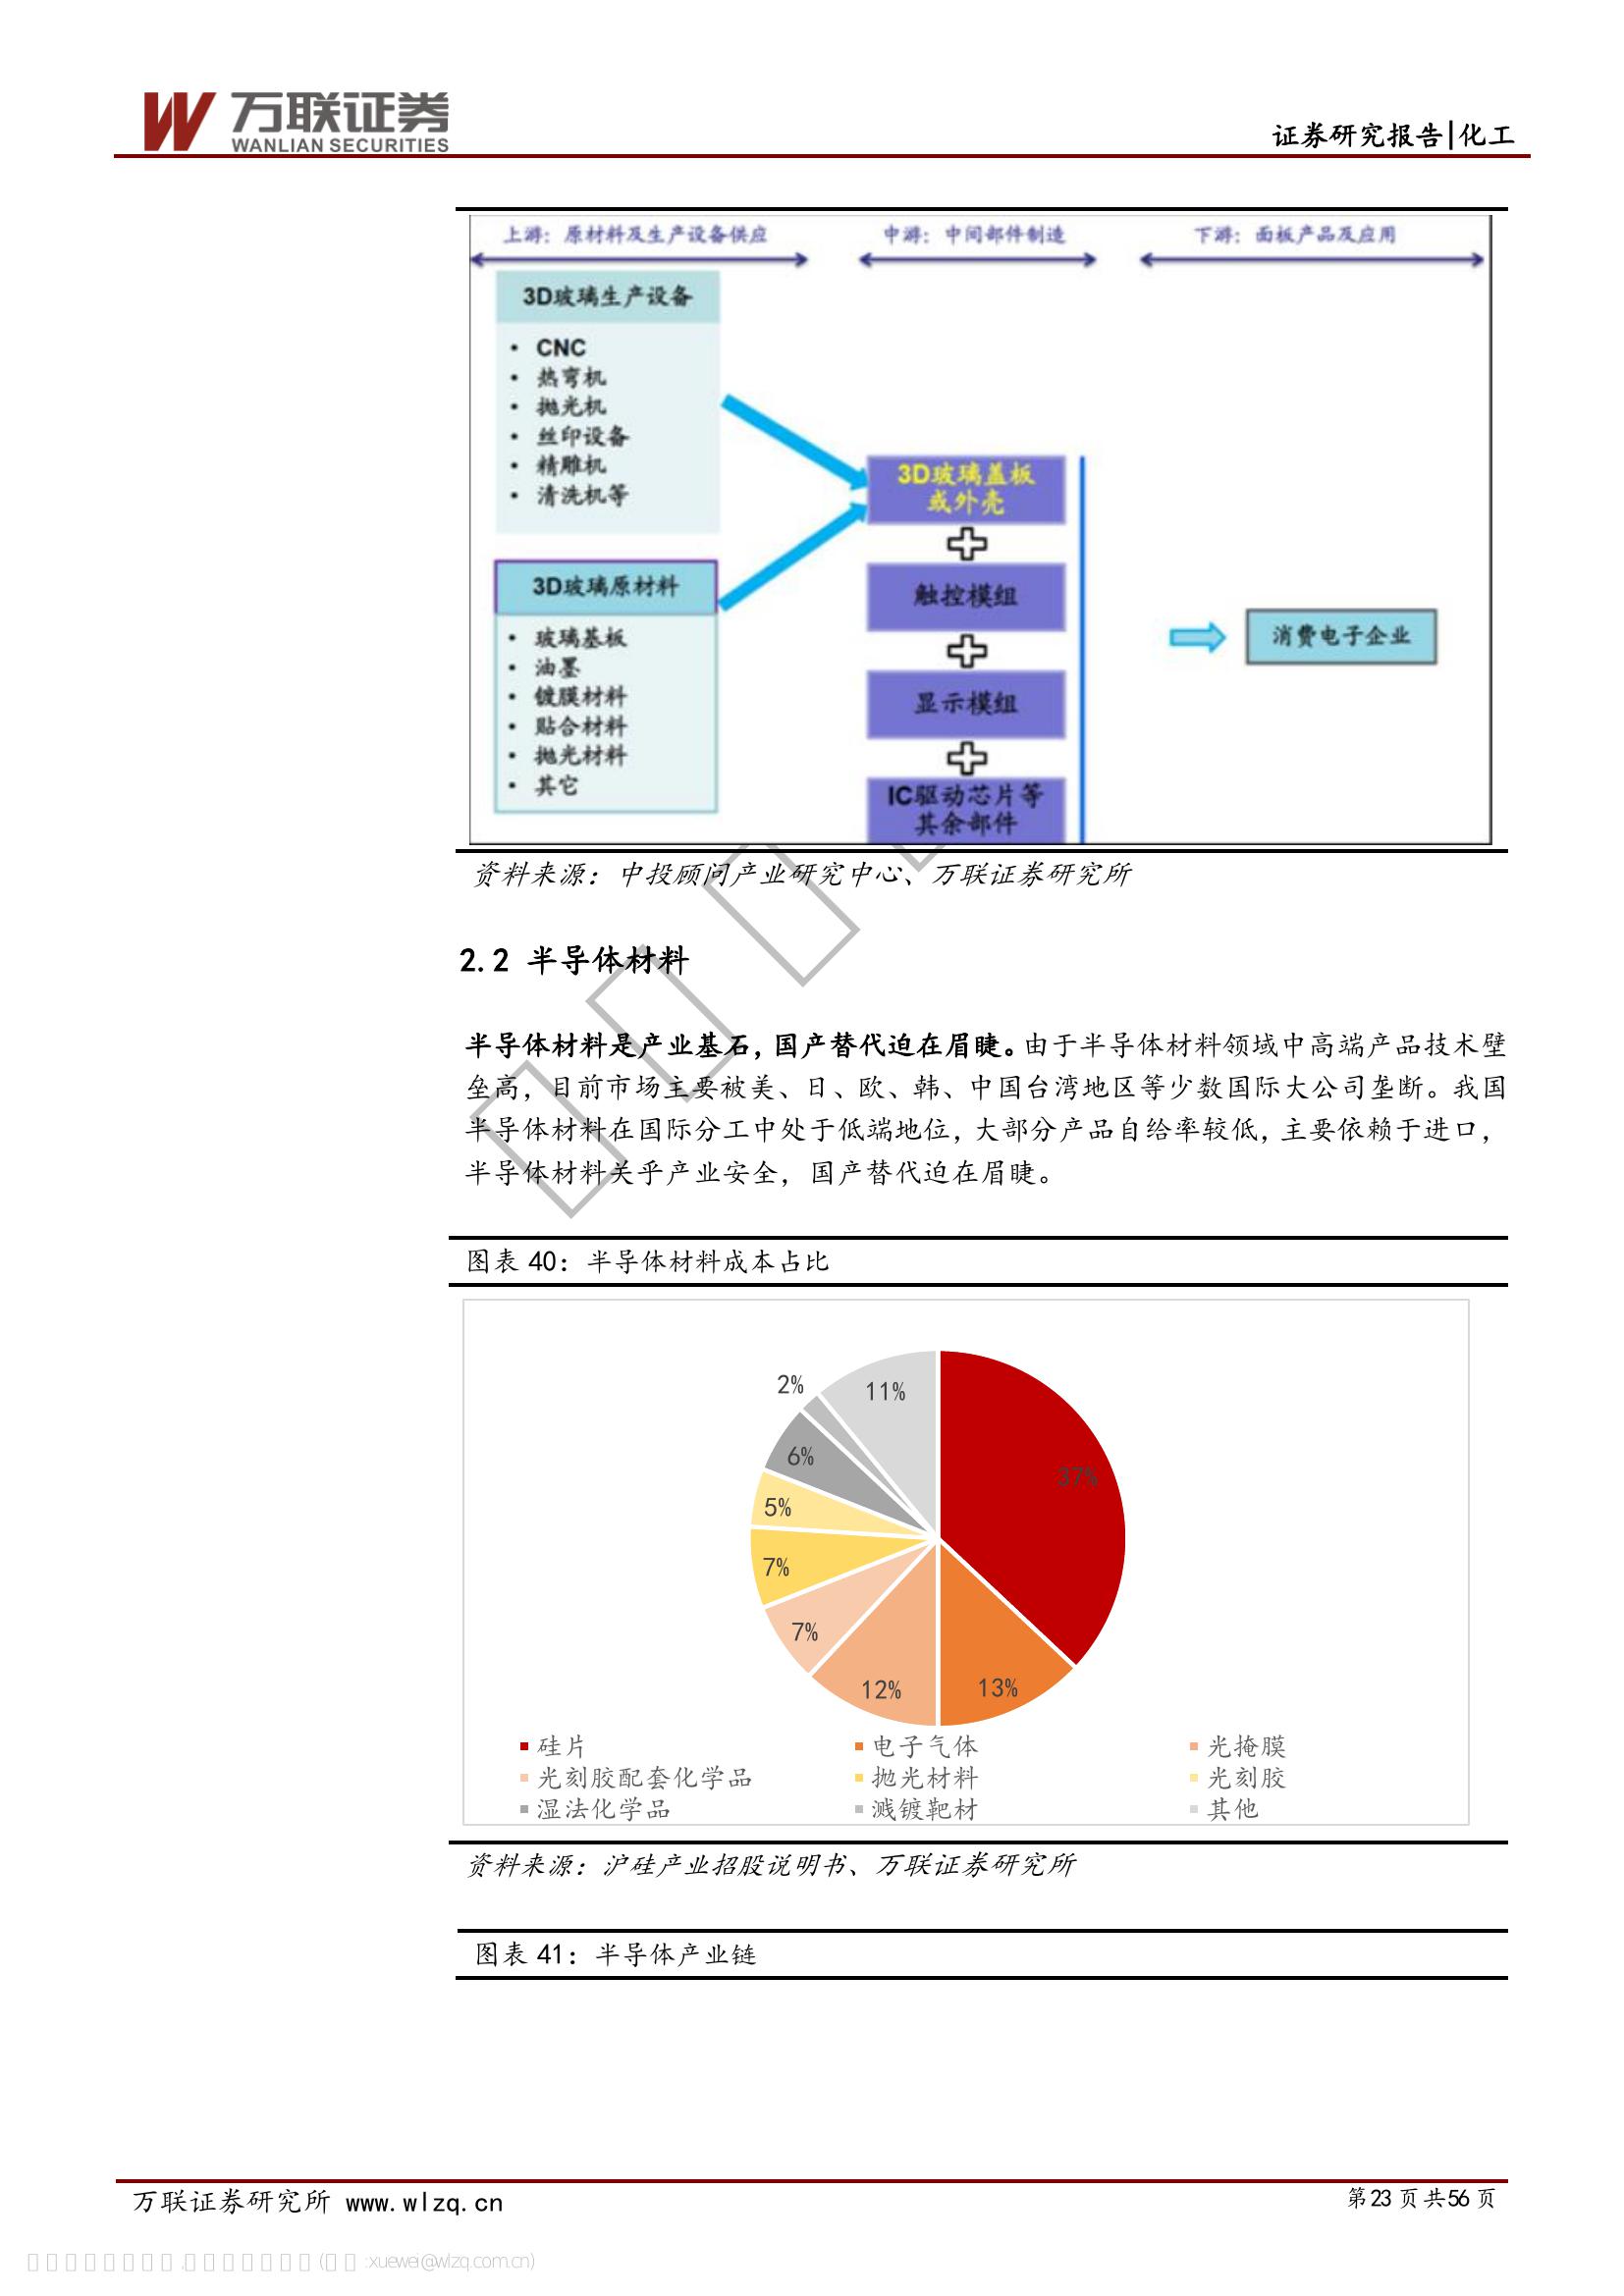 万联证券
WANLIAN SECURITIES
证券研究报告|化工
上游：原材料及生产设备供应
中游：中间部件制造
下游：面板产品及应用
3D玻璃生产设备
• CNC
• 热弯机
• 抛光机
• 丝印设备
• 精雕机
• 清洗机等
3D玻璃原材料
• 玻璃基板
• 油墨
• 镀膜材料
• 贴合材料
• 抛光材料
• 其它
3D玻璃盖板
或外壳
触控模组
显示模组
IC驱动芯片等
其余部件
消费电子企业
资料来源：中投顾问产业研究中心、万联证券研究所
2.2 半导体材料
半导体材料是产业基石，国产替代迫在眉睫。由于半导体材料领域中高端产品技术壁
垒高，目前市场主要被美、日、欧、韩、中国台湾地区等少数国际大公司垄断。我国
半导体材料在国际分工中处于低端地位，大部分产品自给率较低，主要依赖于进口，
半导体材料关乎产业安全，国产替代迫在眉睫。
图表 40：半导体材料成本占比
2%
11%
37%
6%
5%
7%
7%
12%
13%
硅片
电子气体
光掩膜
光刻胶配套化学品
抛光材料
光刻胶
湿法化学品
溅镀靶材
其他
资料来源：沪硅产业招股说明书、万联证券研究所
图表 41：半导体产业链
万联证券研究所 www.wlzq.cn
第23 页 共56 页
:xuewei@wlzq.com.cn)